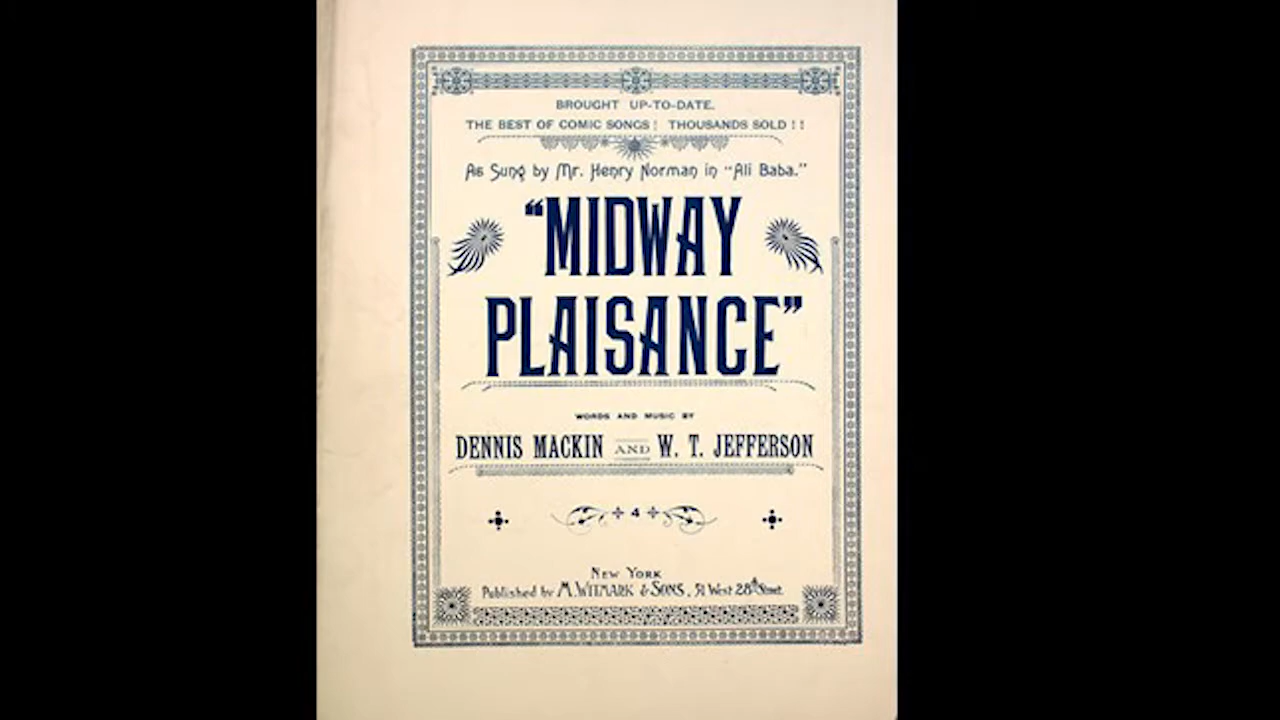 BROUGHT UP-TO-DATE.
THE BEST OF COMIC SONGS! THOUSANDS SOLD!!
As Sung by Mr. Henry Norman in "Ali Baba."
"MIDWAY
PLAISANCE"
WORDS AND MUSIC BY
DENNIS MACKIN AND W. T. JEFFERSON
4
NEW YORK
Published by M. WITMARK & SONS, 51 West 28th Street.